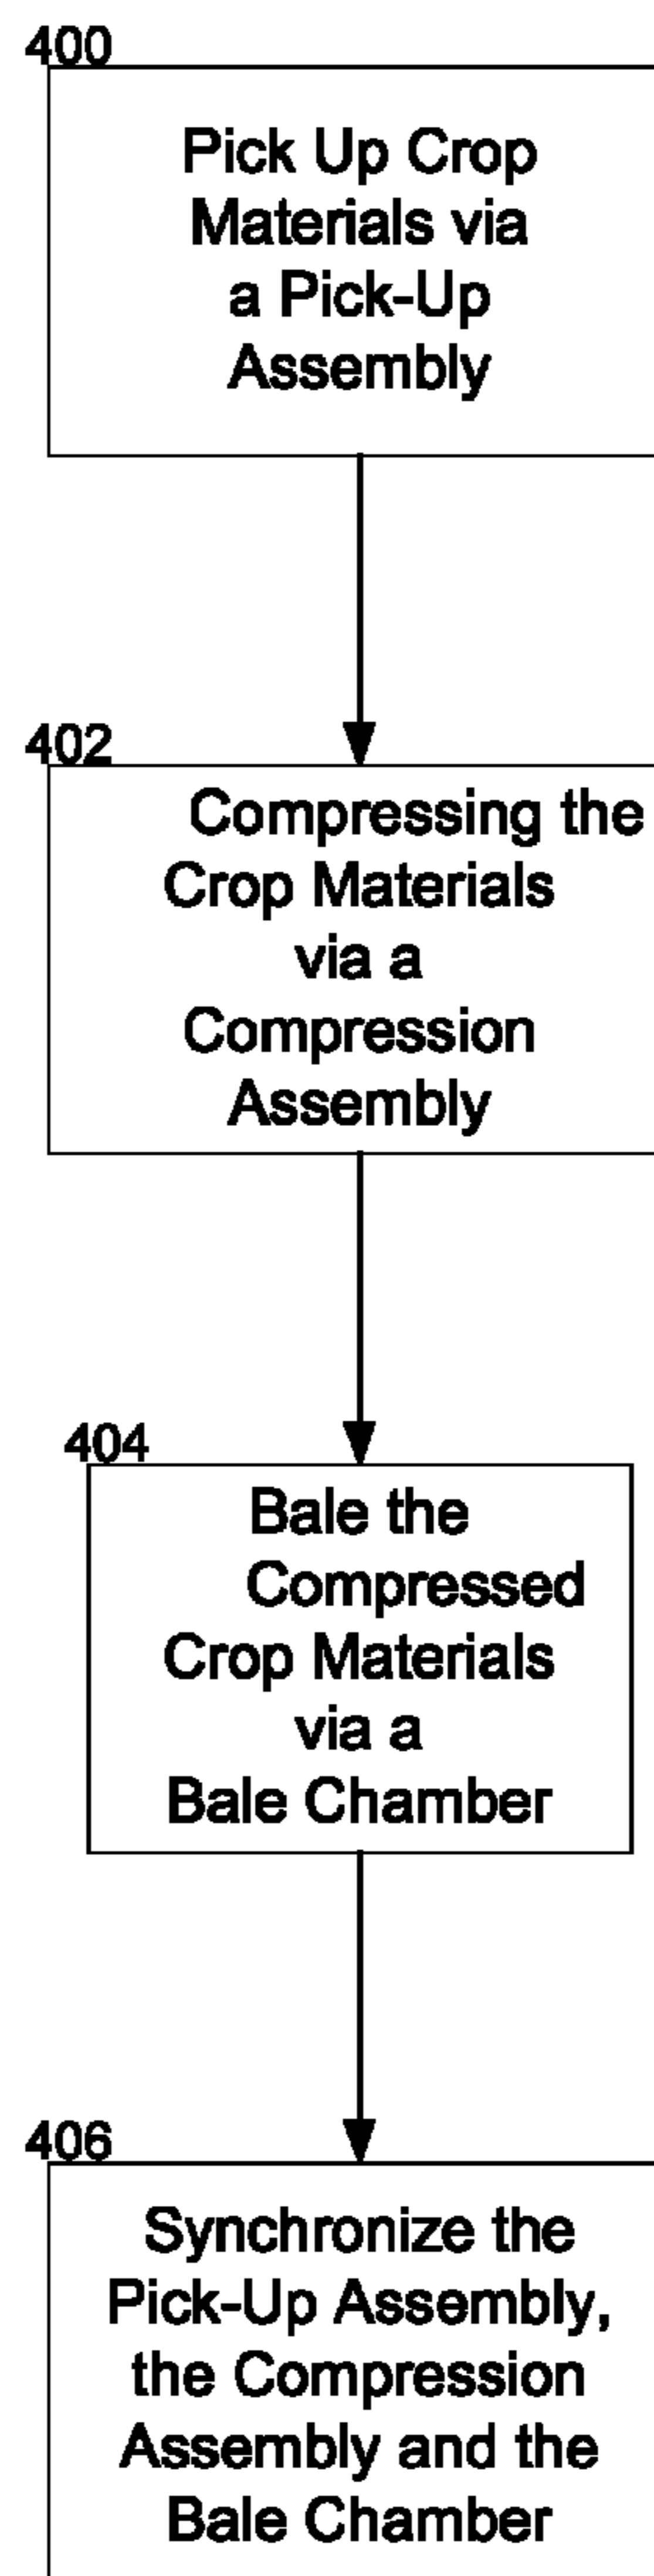 400
Pick Up Crop
Materials via
a Pick-Up
Assembly
402
Compressing the
Crop Materials
via a
Compression
Assembly
404
Bale the
Compressed
Crop Materials
via a
Bale Chamber
406
Synchronize the
Pick-Up Assembly,
the Compression
Assembly and the
Bale Chamber